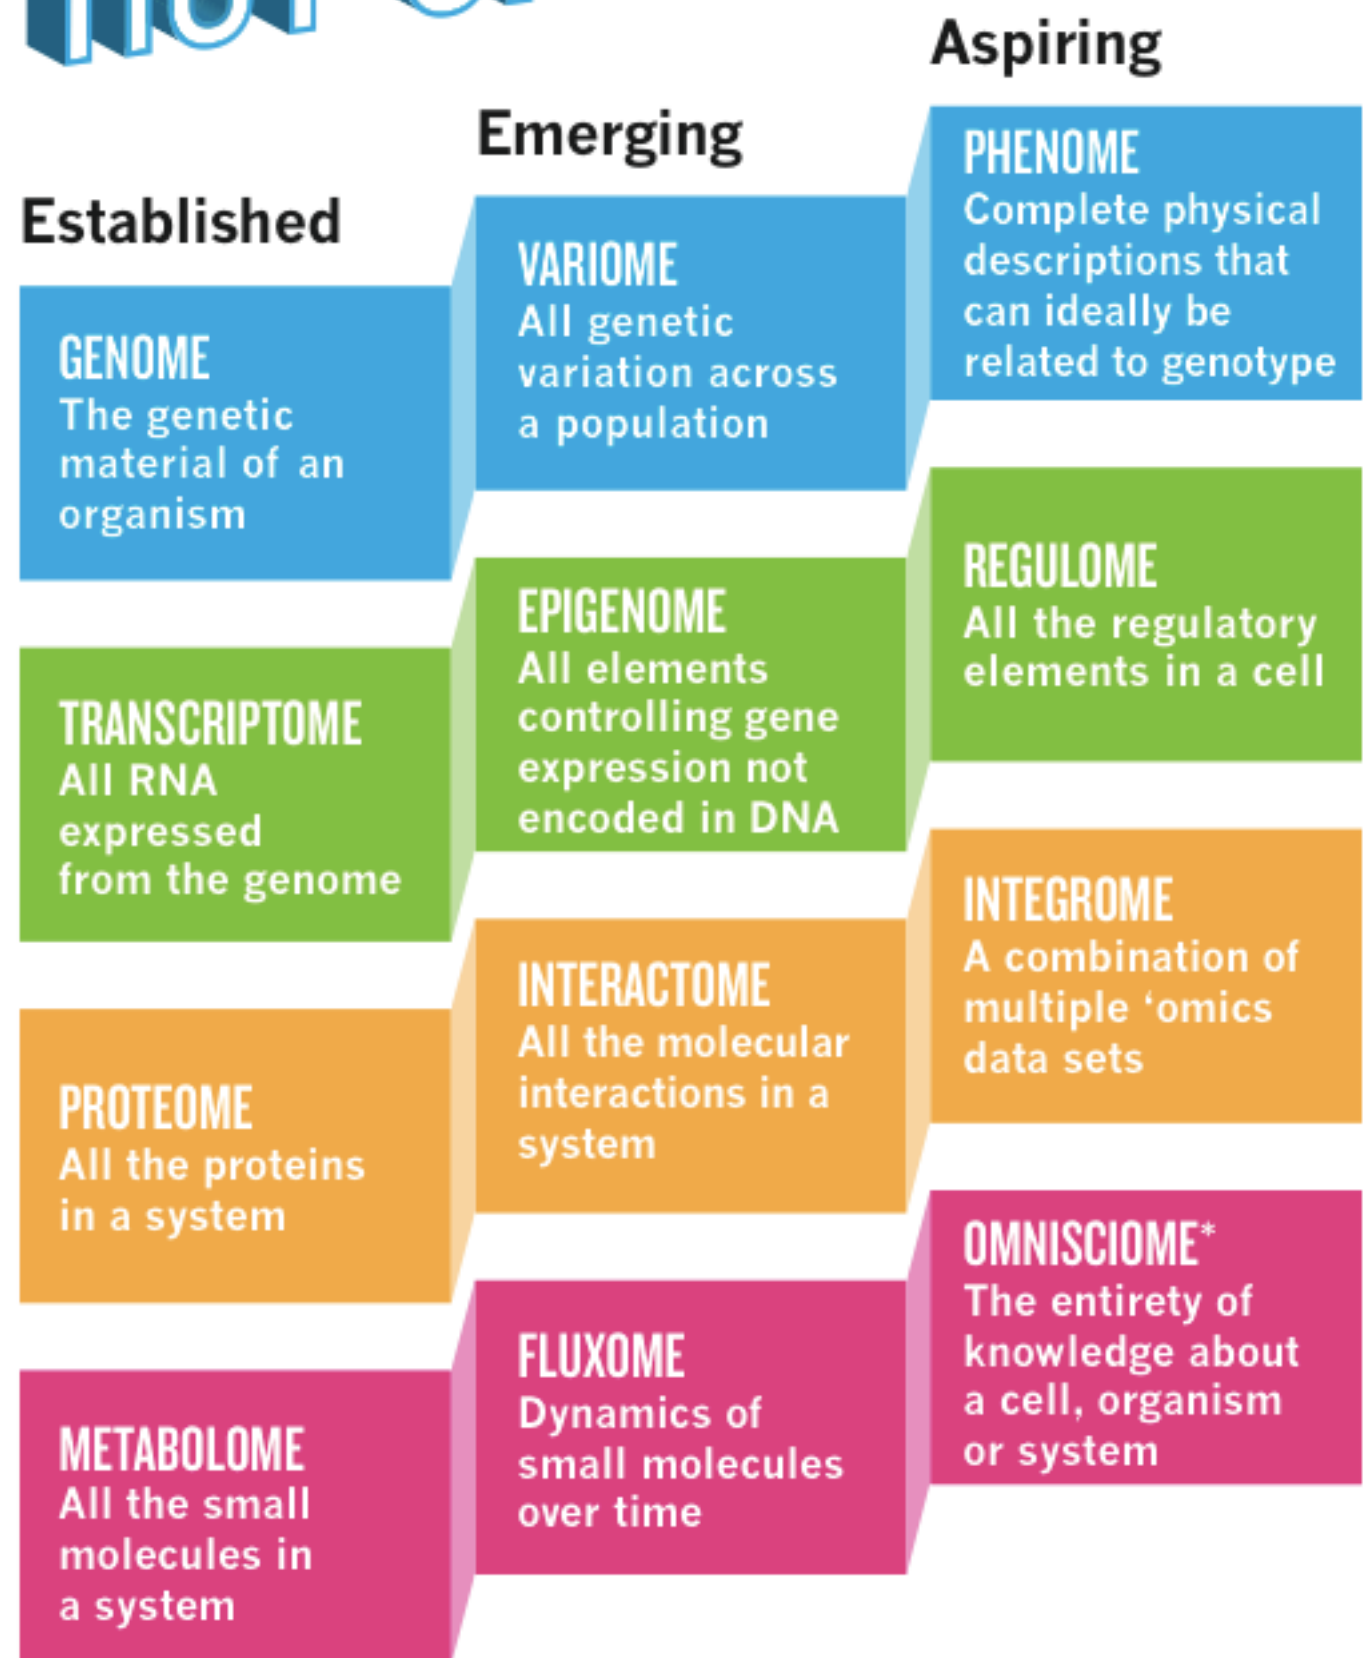 Established
GENOME
The genetic
material of an
organism
TRANSCRIPTOME
All RNA
expressed
from the genome
PROTEOME
All the proteins
in a system
METABOLOME
All the small
molecules in
a system
Emerging
VARIOME
All genetic
variation across
a population
EPIGENOME
All elements
controlling gene
expression not
encoded in DNA
INTERACTOME
All the molecular
interactions in a
system
FLUXOME
Dynamics of
small molecules
over time
Aspiring
PHENOME
Complete physical
descriptions that
can ideally be
related to genotype
REGULOME
All the regulatory
elements in a cell
INTEGROME
A combination of
multiple ‘omics
data sets
OMNISCIOME*
The entirety of
knowledge about
a cell, organism
or system